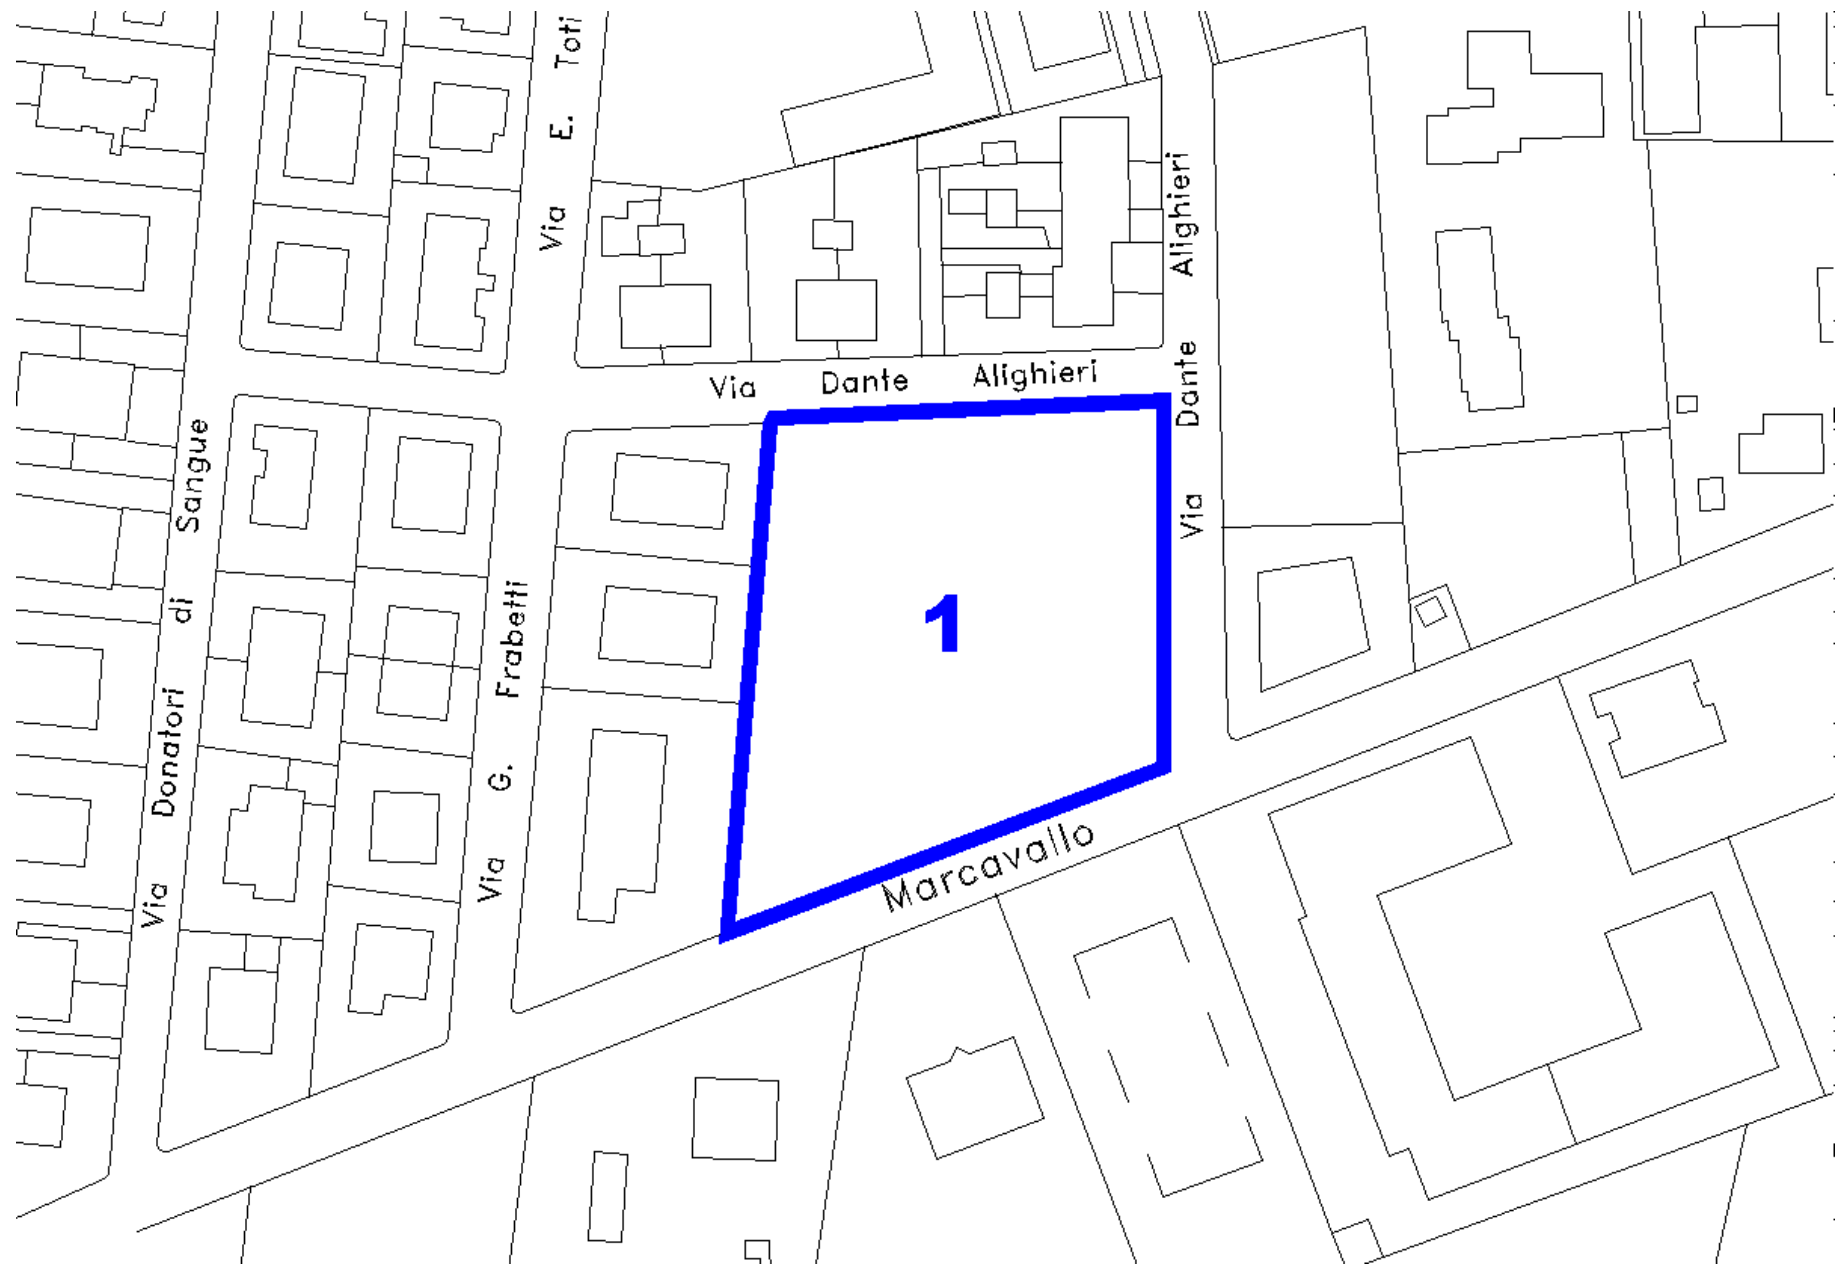 Via E. Toti
Via Dante Alighieri
Via Dante Alighieri
Via Donatori di Sangue
Via G. Frabetti
1
Marcavallo